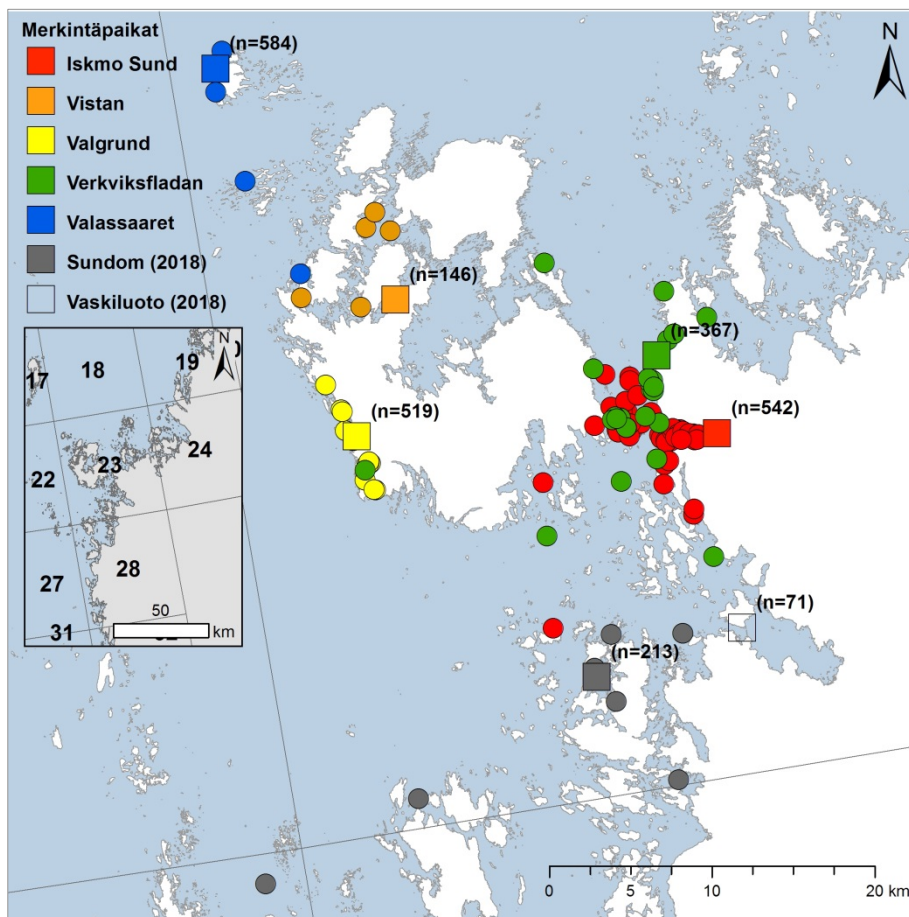 Merkintäpaikat
Iskmo Sund
Vistan
Valgrund
Verkviksfladan
Valassaaret
Sundom (2018)
Vaskiluoto (2018)
(n=584)
N
(n=146)
(n=367)
(n=519)
(n=542)
(n=71)
(n=213)
N
17
18
19
22
23
24
27
28
31
50
km
0
5
10
20
km